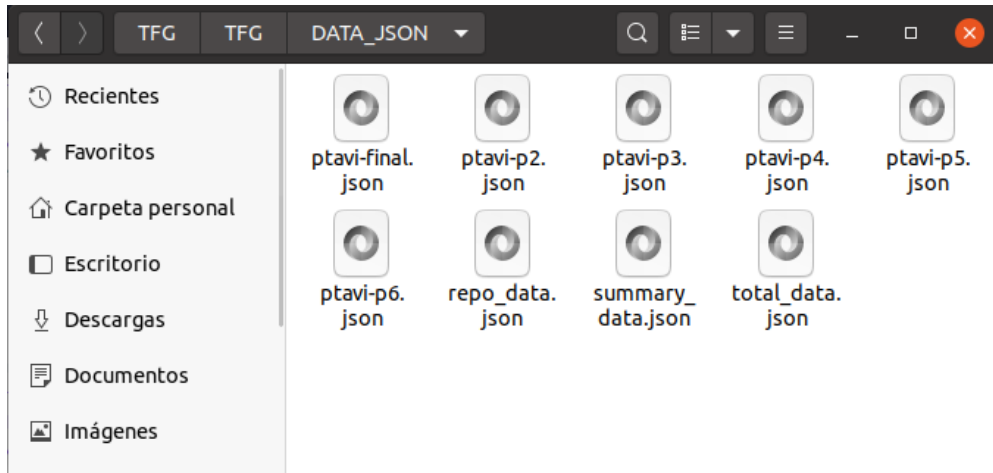 TFG TFG DATA_JSON
Recientes
Favoritos
Carpeta personal
Escritorio
Descargas
Documentos
Imágenes
ptavi-final.
json
ptavi-p2.
json
ptavi-p3.
json
ptavi-p4.
json
ptavi-p5.
json
ptavi-p6.
json
repo_data.
json
summary_
data.json
total_data.
json